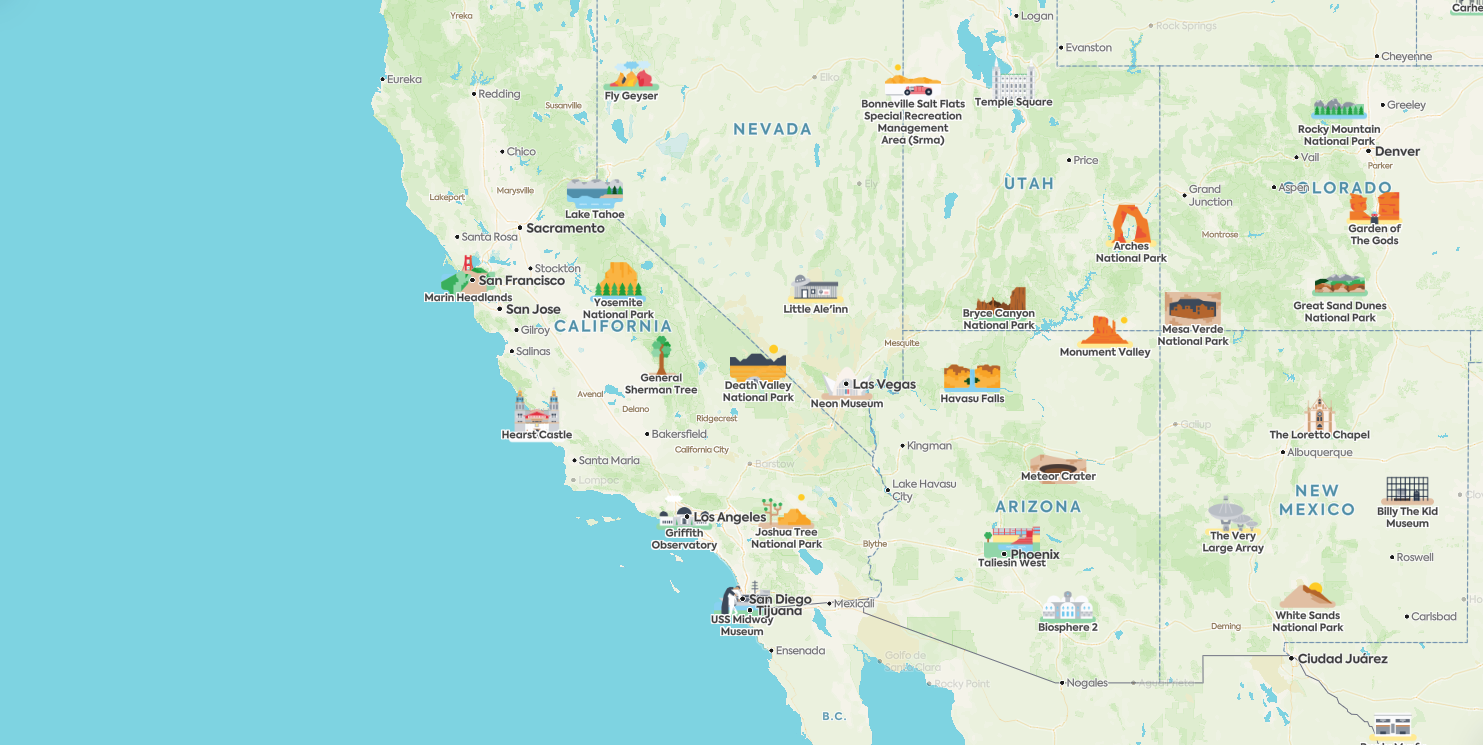 Yreka
Logan
Rock Springs
Carhe
Evanston
Cheyenne
Eureka
Redding
Susanville
Fly Geyser
Elko
Bonneville Salt Flats
Special Recreation
Management
Area (Srma)
Temple Square
Greeley
Rocky Mountain
National Park
Denver
NEVADA
Chico
Price
Vail
Parker
Marysville
Lakeport
Ely
UTAH
Grand
Junction
Aspen
COLORADO
Lake Tahoe
Sacramento
Santa Rosa
Montrose
Garden of
The Gods
Arches
National Park
Stockton
San Francisco
Marin Headlands
Yosemite
National Park
San Jose
Little Ale'inn
Bryce Canyon
National Park
Great Sand Dunes
National Park
Mesa Verde
National Park
Gilroy
CALIFORNIA
Salinas
Mesquite
Monument Valley
General
Sherman Tree
Death Valley
National Park
Las Vegas
Neon Museum
Havasu Falls
Avenal
Delano
Ridgecrest
Hearst Castle
Bakersfield
California City
Kingman
Gallup
The Loretto Chapel
Albuquerque
Santa Maria
Lompoc
Barstow
Meteor Crater
Lake Havasu
City
ARIZONA
NEW
MEXICO
Billy The Kid
Museum
Clo
Los Angeles
Griffith
Observatory
Joshua Tree
National Park
Blythe
Phoenix
Taliesin West
The Very
Large Array
Roswell
San Diego
Tijuana
USS Midway
Museum
Mexicali
Biosphere 2
White Sands
National Park
Deming
Carlsbad
Ho
Ensenada
Golfo de
Santa Clara
Rocky Point
Nogales
Agua Prieta
Ciudad Juárez
B.C.